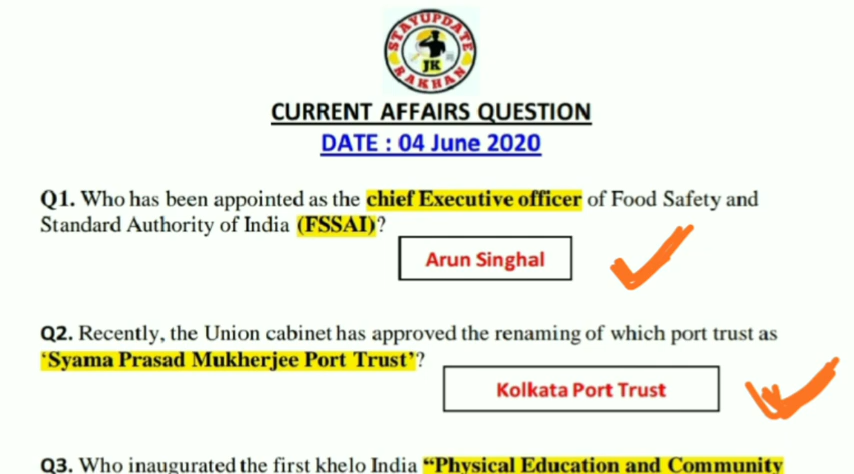 STAYUPDATE
JK
RAKHAN
CURRENT AFFAIRS QUESTION
DATE : 04 June 2020
Q1. Who has been appointed as the chief Executive officer of Food Safety and
Standard Authority of India (FSSAI)?
Arun Singhal
Q2. Recently, the Union cabinet has approved the renaming of which port trust as
‘Syama Prasad Mukherjee Port Trust’?
Kolkata Port Trust
Q3. Who inaugurated the first khelo India “Physical Education and Community